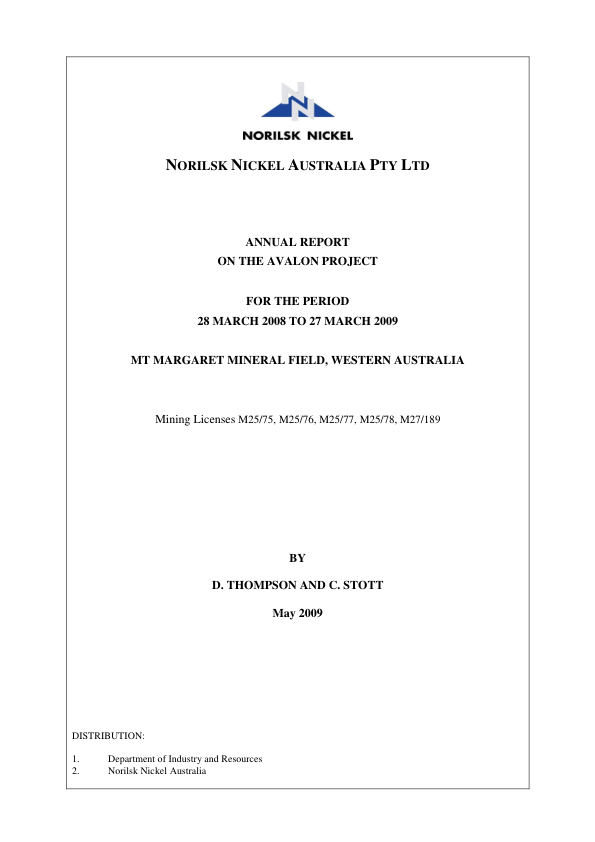 NORILSK NICKEL
NORILSK NICKEL AUSTRALIA PTY LTD
ANNUAL REPORT
ON THE AVALON PROJECT
FOR THE PERIOD
28 MARCH 2008 TO 27 MARCH 2009
MT MARGARET MINERAL FIELD, WESTERN AUSTRALIA
Mining Licenses M25/75, M25/76, M25/77, M25/78, M27/189
BY
D. THOMPSON AND C. STOTT
May 2009
DISTRIBUTION:
1. Department of Industry and Resources
2. Norilsk Nickel Australia